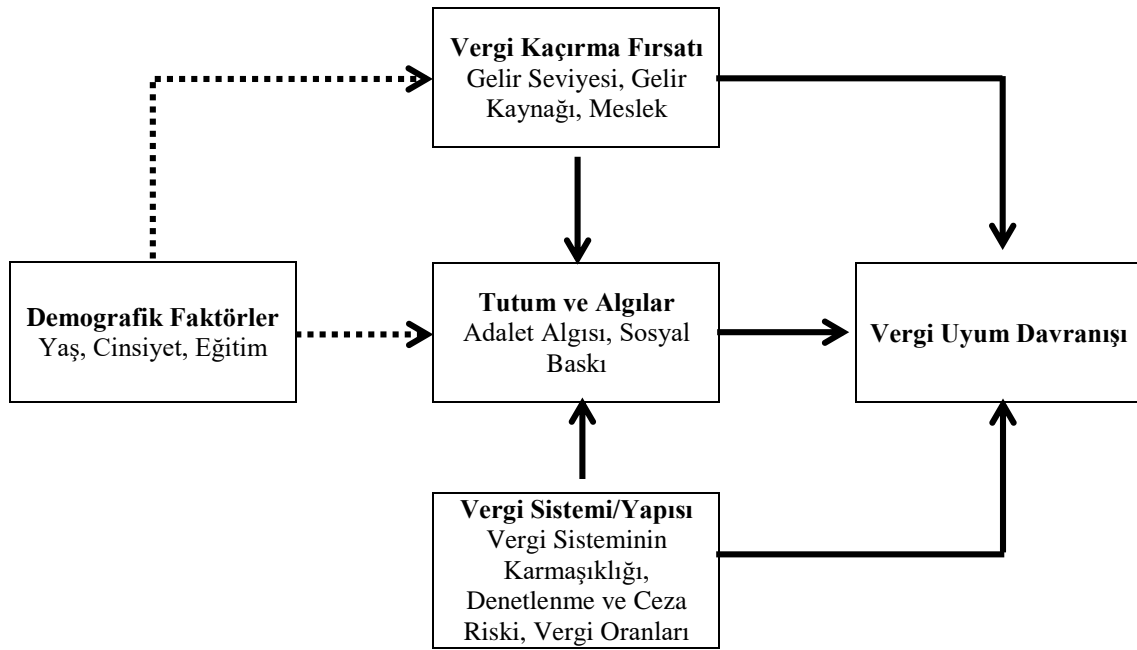 Vergi Kaçırma Fırsatı
Gelir Seviyesi, Gelir
Kaynağı, Meslek
Demografik Faktörler
Yaş, Cinsiyet, Eğitim
Tutum ve Algılar
Adalet Algısı, Sosyal
Baskı
Vergi Uyum Davranışı
Vergi Sistemi/Yapısı
Vergi Sisteminin
Karmaşıklığı,
Denetlenme ve Ceza
Riski, Vergi Oranları